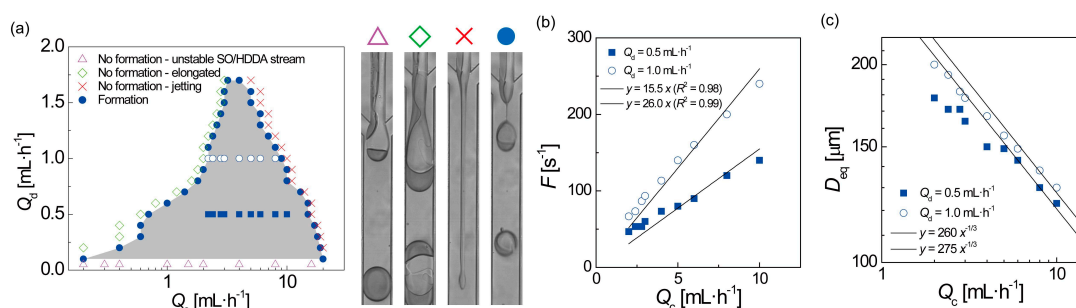 (a)
2.0
1.5
1.0
0.5
0.0
Q_d [mL·h⁻¹]
No formation - unstable SO/HDDA stream
No formation - elongated
No formation - jetting
Formation
1
10
[mL·h⁻¹]
(b)
300
200
100
0
F [s⁻¹]
Q_d = 0.5 mL·h⁻¹
Q_d = 1.0 mL·h⁻¹
y = 15.5 x (R² = 0.98)
y = 26.0 x (R² = 0.99)
0
5
10
Q_c [mL·h⁻¹]
(c)
200
100
D_eq [μm]
Q_d = 0.5 mL·h⁻¹
Q_d = 1.0 mL·h⁻¹
y = 260 x^-1/3
y = 275 x^-1/3
1
10
Q_c [mL·h⁻¹]